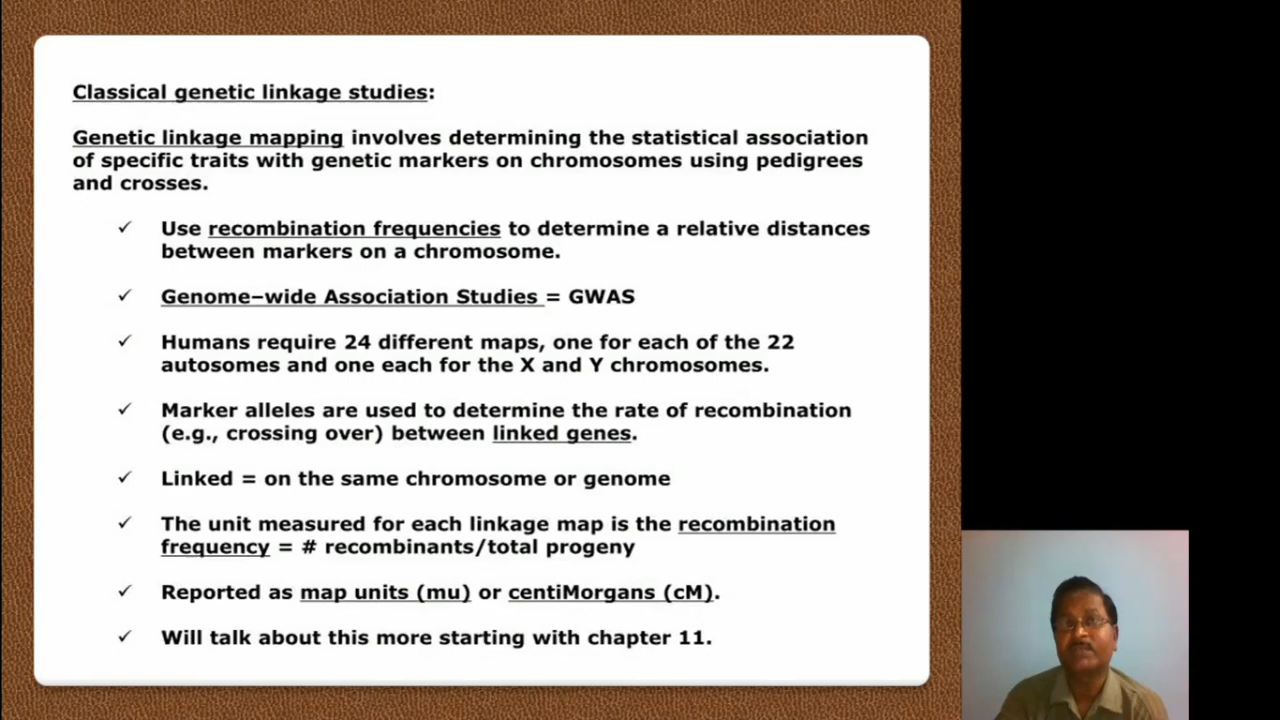 Classical genetic linkage studies:
Genetic linkage mapping involves determining the statistical association
of specific traits with genetic markers on chromosomes using pedigrees
and crosses.
✓ Use recombination frequencies to determine a relative distances
between markers on a chromosome.
✓ Genome–wide Association Studies = GWAS
✓ Humans require 24 different maps, one for each of the 22
autosomes and one each for the X and Y chromosomes.
✓ Marker alleles are used to determine the rate of recombination
(e.g., crossing over) between linked genes.
✓ Linked = on the same chromosome or genome
✓ The unit measured for each linkage map is the recombination
frequency = # recombinants/total progeny
✓ Reported as map units (mu) or centiMorgans (cM).
✓ Will talk about this more starting with chapter 11.